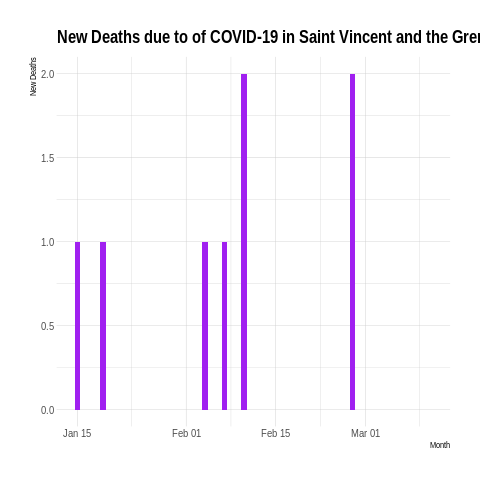 New Deaths due to of COVID-19 in Saint Vincent and the Gren
New Deaths
2.0
1.5
1.0
0.5
0.0
Jan 15 Feb 01 Feb 15 Mar 01
Month